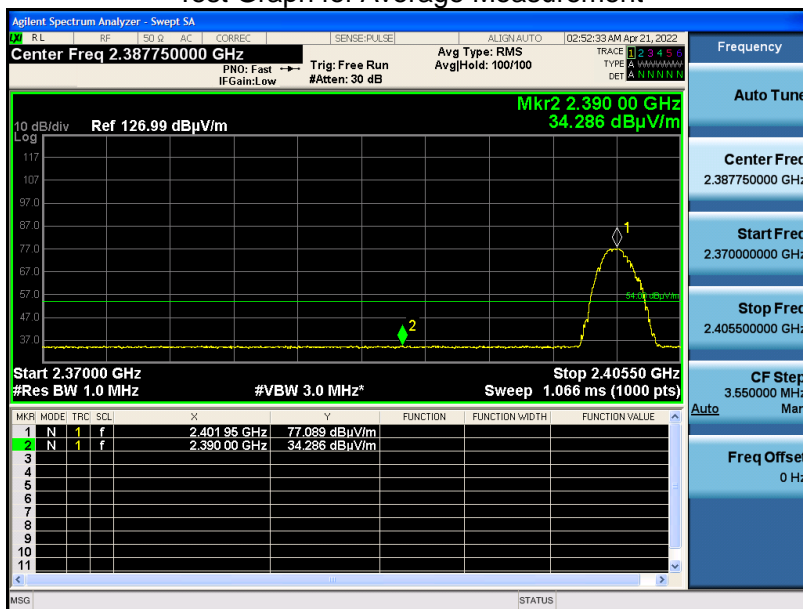 Test Graph for Average Measurement
Agilent Spectrum Analyzer - Swept SA
LXI RL RF 50 Ω AC CORREC SENSE:PULSE ALIGN AUTO 02:52:33 AM Apr 21, 2022
Center Freq 2.387750000 GHz
PNO: Fast
IFGain:Low
Trig: Free Run
#Atten: 30 dB
Avg Type: RMS
Avg|Hold: 100/100
TRACE 1 2 3 4 5 6
TYPE A WWWWW
DET A N N N N N
Mkr2 2.390 00 GHz
34.286 dBµV/m
10 dB/div Ref 126.99 dBµV/m
Log
117
107
97.0
87.0
77.0
67.0
57.0
47.0
37.0
1
54.00 dBµV/m
2
Start 2.37000 GHz Stop 2.40550 GHz
#Res BW 1.0 MHz #VBW 3.0 MHz* Sweep 1.066 ms (1000 pts)
MKR MODE TRC SCL X Y FUNCTION FUNCTION WIDTH FUNCTION VALUE
1 N 1 f 2.401 95 GHz 77.089 dBµV/m
2 N 1 f 2.390 00 GHz 34.286 dBµV/m
3
4
5
6
7
8
9
10
11
MSG STATUS
Frequency
Auto Tune
Center Freq
2.387750000 GHz
Start Freq
2.370000000 GHz
Stop Freq
2.405500000 GHz
CF Step
3.550000 MHz
Auto Man
Freq Offset
0 Hz